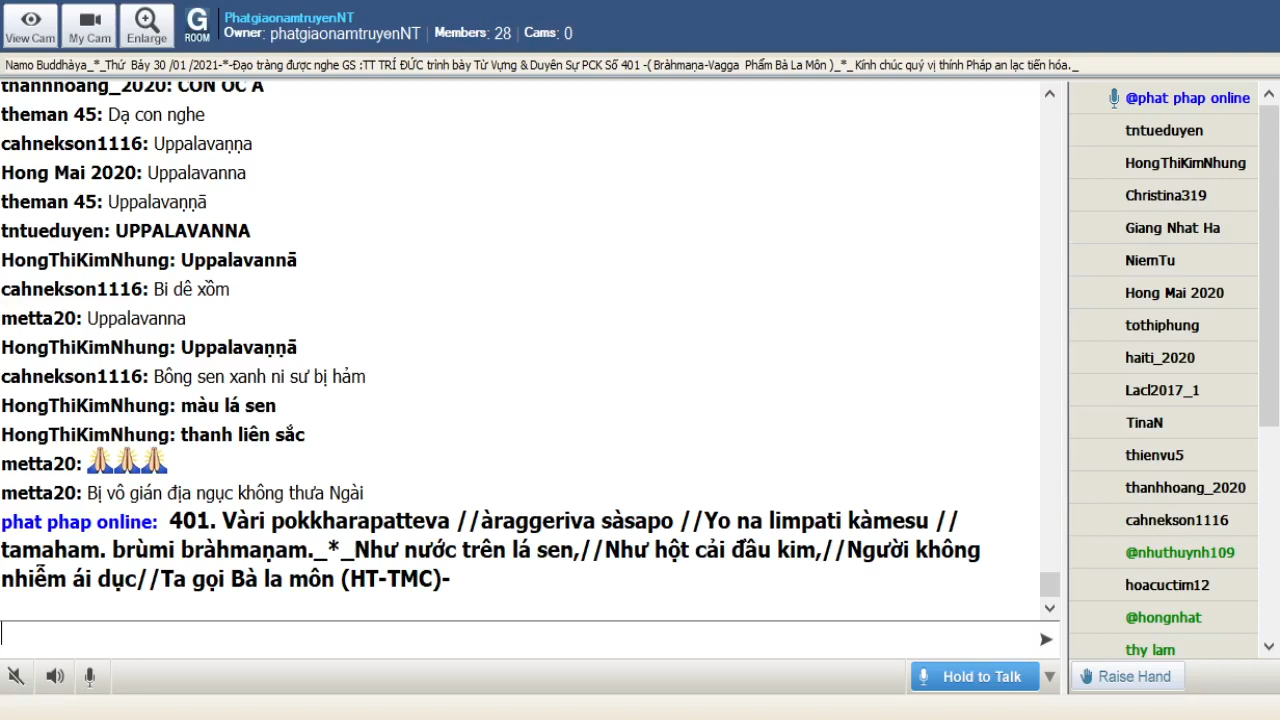 View Cam
My Cam
Enlarge
G
ROOM
PhatgiaonamtruyenNT
Owner: phatgiaonamtruyenNT | Members: 28 | Cams: 0
Namo Buddhàya_*_Thứ Bảy 30 /01 /2021-*-Đạo tràng được nghe GS :TT TRÍ ĐỨC trình bày Từ Vựng & Duyên Sự PCK Số 401 -( Bràhmaṇa-Vagga Phẩm Bà La Môn )_*_ Kính chúc quý vị thính Pháp an lạc tiến hóa._
thanhhoang_2020: CON OC A
theman 45: Dạ con nghe
cahnekson1116: Uppalavaṇṇa
Hong Mai 2020: Uppalavanna
theman 45: Uppalavaṇṇā
tntueduyen: UPPALAVANNA
HongThiKimNhung: Uppalavannā
cahnekson1116: Bi dê xồm
metta20: Uppalavanna
HongThiKimNhung: Uppalavaṇṇā
cahnekson1116: Bông sen xanh ni sư bị hảm
HongThiKimNhung: màu lá sen
HongThiKimNhung: thanh liên sắc
metta20:
metta20: Bị vô gián địa ngục không thưa Ngài
phat phap online: 401. Vàri pokkharapatteva //àraggeriva sàsapo //Yo na limpati kàmesu //
tamaham. brùmi bràhmaṇam._*_Như nước trên lá sen,//Như hột cải đầu kim,//Người không
nhiễm ái dục//Ta gọi Bà la môn (HT-TMC)-
@phat phap online
tntueduyen
HongThiKimNhung
Christina319
Giang Nhat Ha
NiemTu
Hong Mai 2020
tothiphung
haiti_2020
Lacl2017_1
TinaN
thienvu5
thanhhoang_2020
cahnekson1116
@nhuthuynh109
hoacuctim12
@hongnhat
thy lam
Hold to Talk
Raise Hand